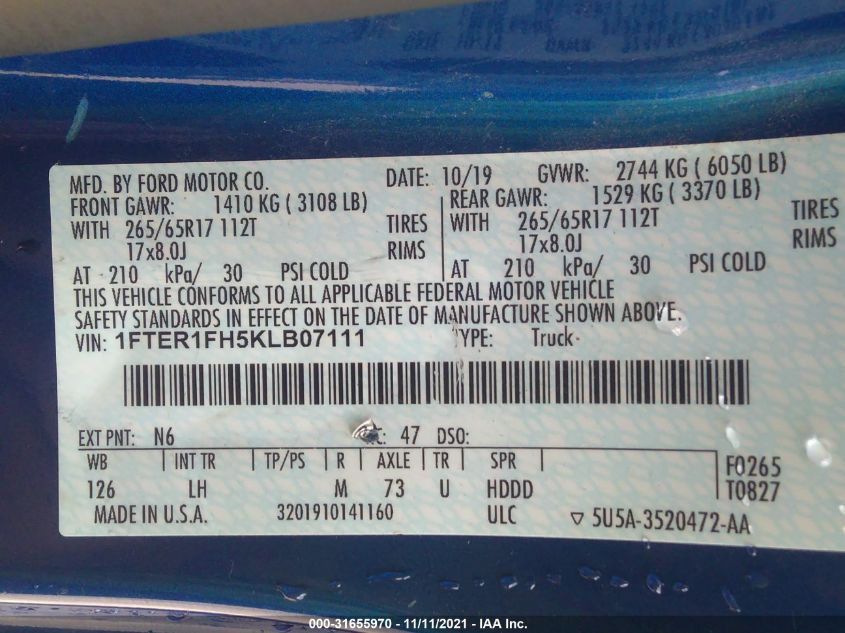 MFD. BY FORD MOTOR CO. DATE: 10/19 GVWR: 2744 KG ( 6050 LB)
FRONT GAWR: 1410 KG ( 3108 LB) REAR GAWR: 1529 KG ( 3370 LB)
WITH 265/65R17 112T TIRES WITH 265/65R17 112T TIRES
17x8.0J RIMS 17x8.0J RIMS
AT 210 kPa/ 30 PSI COLD AT 210 kPa/ 30 PSI COLD
THIS VEHICLE CONFORMS TO ALL APPLICABLE FEDERAL MOTOR VEHICLE
SAFETY STANDARDS IN EFFECT ON THE DATE OF MANUFACTURE SHOWN ABOVE.
VIN: 1FTER1FH5KLB07111 TYPE: Truck
EXT PNT: N6 47 DSO:
WB INT TR TP/PS R AXLE TR SPR F0265
126 LH M 73 U HDDD T0827
MADE IN U.S.A. 3201910141160 ULC ▽ 5U5A-3520472-AA
000-31655970 - 11/11/2021 - IAA Inc.